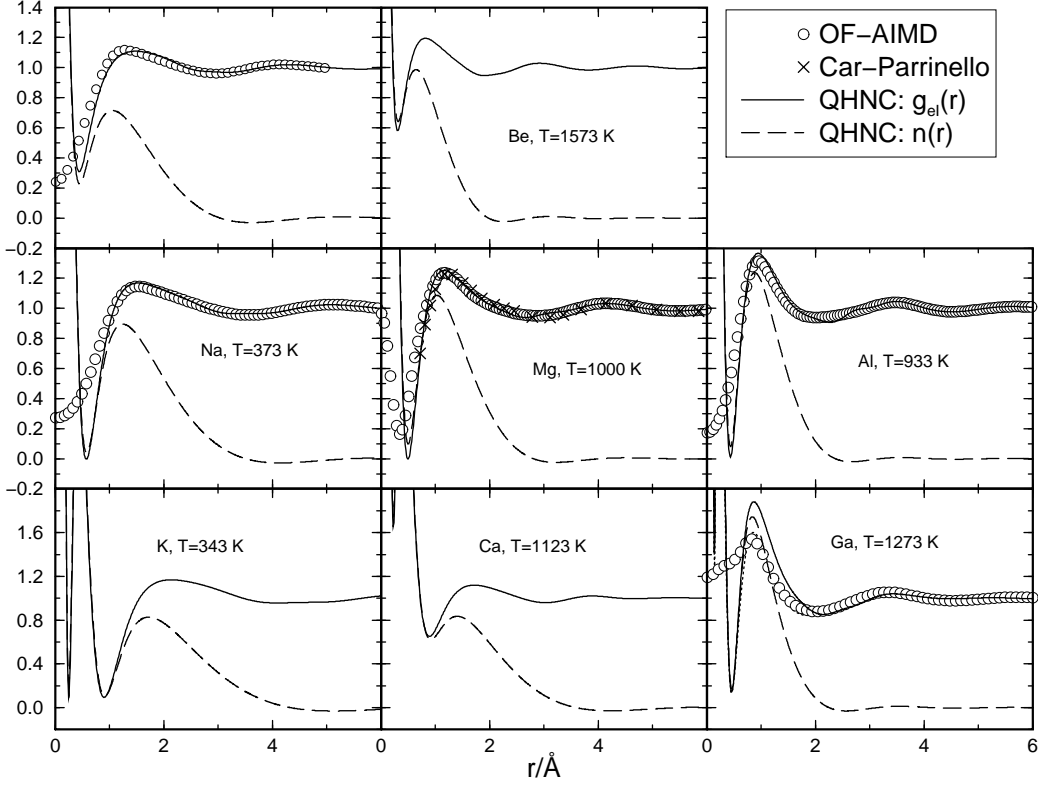 1.4
1.2
1.0
0.8
0.6
0.4
0.2
0.0
−0.2
Be, T=1573 K
OF−AIMD
Car−Parrinello
QHNC: g_el(r)
QHNC: n(r)
1.2
1.0
0.8
0.6
0.4
0.2
0.0
−0.2
Na, T=373 K
Mg, T=1000 K
Al, T=933 K
1.6
1.2
0.8
0.4
0.0
K, T=343 K
Ca, T=1123 K
Ga, T=1273 K
0 2 4 0 2 4 0 2 4 6
r/Å